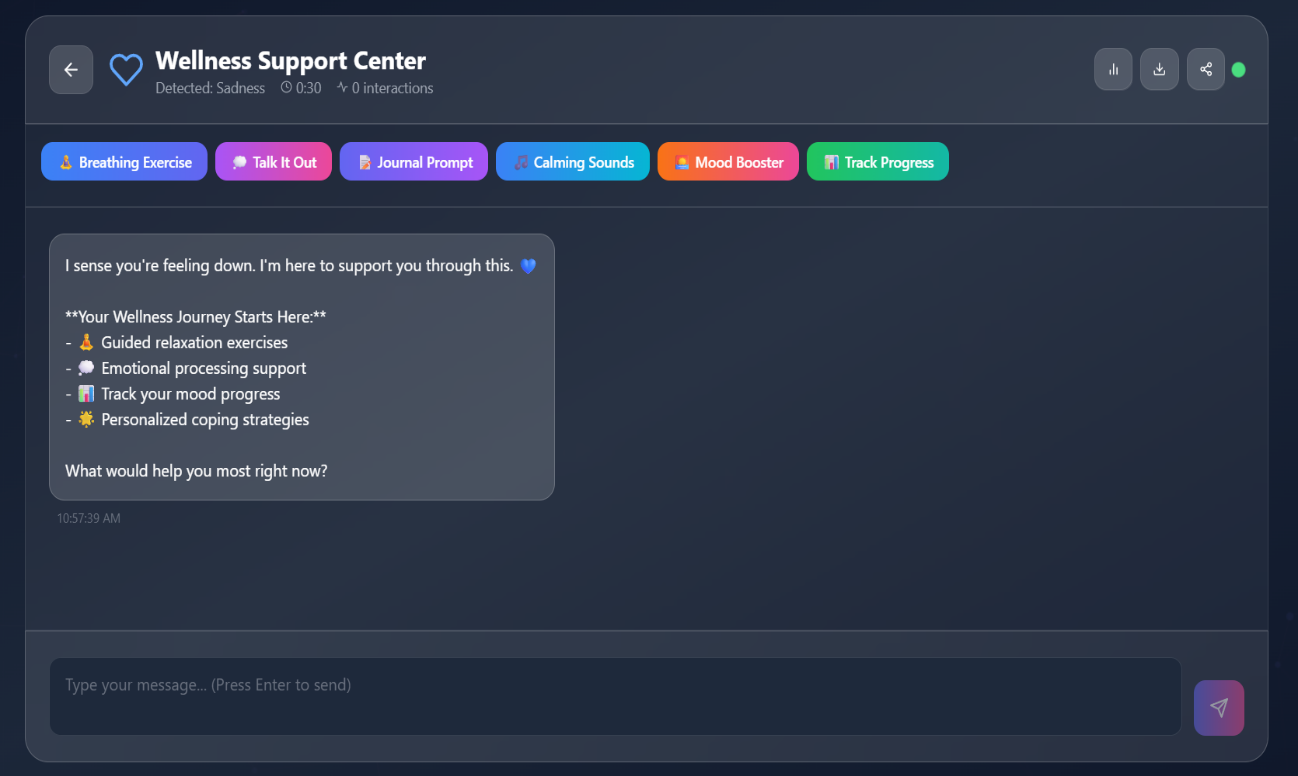 Wellness Support Center
Detected: Sadness 0:30 0 interactions
🧘 Breathing Exercise 💭 Talk It Out 📝 Journal Prompt 🎵 Calming Sounds 🌅 Mood Booster 📊 Track Progress
I sense you're feeling down. I'm here to support you through this. 💙
**Your Wellness Journey Starts Here:**
- 🧘 Guided relaxation exercises
- 💭 Emotional processing support
- 📊 Track your mood progress
- 🌟 Personalized coping strategies
What would help you most right now?
10:57:39 AM
Type your message... (Press Enter to send)